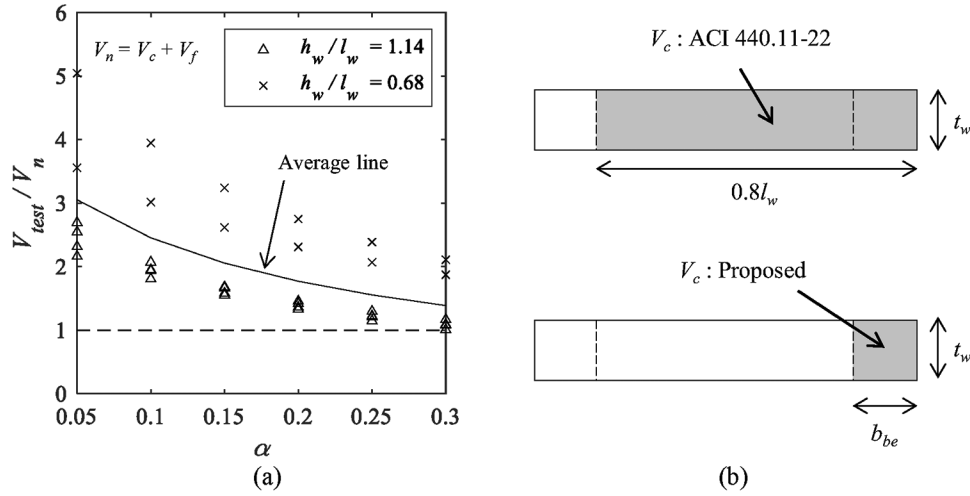 6
5
4
3
2
1
0
V_test / V_n
V_n = V_c + V_f
h_w / l_w = 1.14
h_w / l_w = 0.68
Average line
0.05 0.1 0.15 0.2 0.25 0.3
α
(a)
V_c : ACI 440.11-22
t_w
0.8l_w
V_c : Proposed
t_w
b_be
(b)